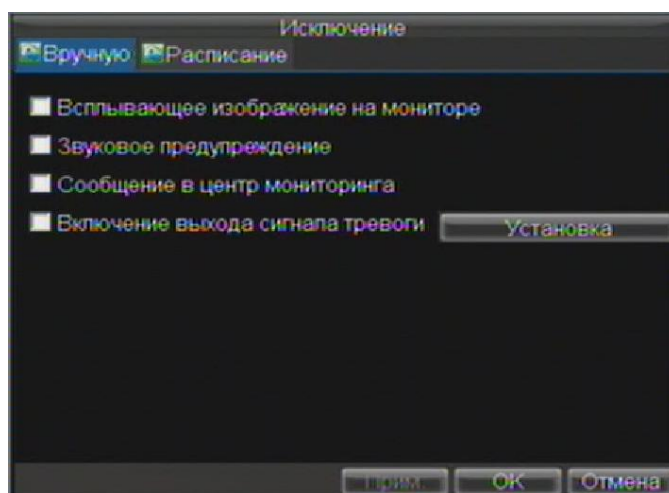 Исключение
Вручную Расписание
Всплывающее изображение на мониторе
Звуковое предупреждение
Сообщение в центр мониторинга
Включение выхода сигнала тревоги Установка
Прим. OK Отмена